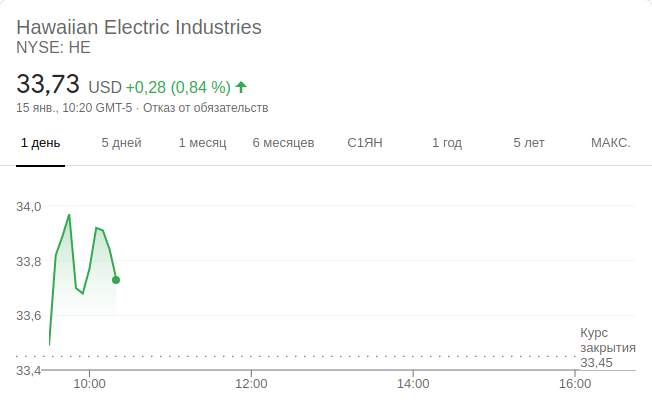 Hawaiian Electric Industries
NYSE: HE
33,73 USD +0,28 (0,84 %)
15 янв., 10:20 GMT-5 · Отказ от обязательств
1 день 5 дней 1 месяц 6 месяцев С1ЯН 1 год 5 лет МАКС.
34,0
33,8
33,6
Курс
закрытия
33,45
33,4
10:00 12:00 14:00 16:00